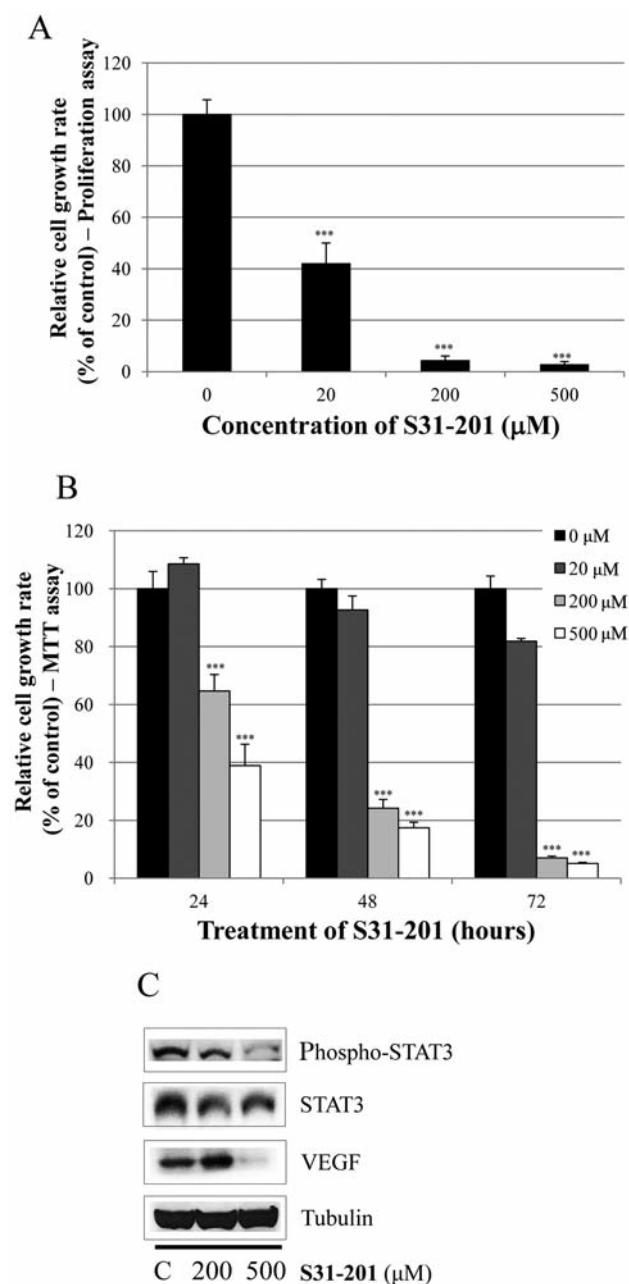 A
Relative cell growth rate
(% of control) – Proliferation assay
120
100
80
60
40
20
0
***
***
***
0 20 200 500
Concentration of S31-201 (μM)
B
Relative cell growth rate
(% of control) – MTT assay
120
100
80
60
40
20
0
0 μM
20 μM
200 μM
500 μM
***
***
***
***
***
***
24 48 72
Treatment of S31-201 (hours)
C
Phospho-STAT3
STAT3
VEGF
Tubulin
C 200 500 S31-201 (μM)